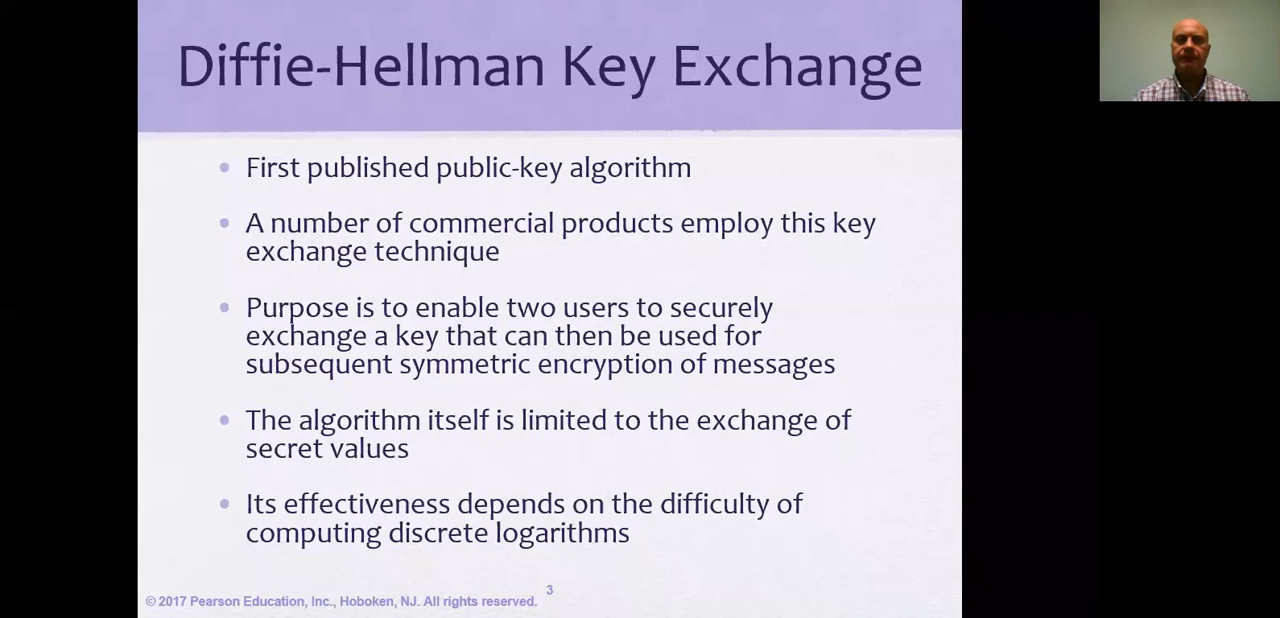 Diffie-Hellman Key Exchange
First published public-key algorithm
A number of commercial products employ this key
exchange technique
Purpose is to enable two users to securely
exchange a key that can then be used for
subsequent symmetric encryption of messages
The algorithm itself is limited to the exchange of
secret values
Its effectiveness depends on the difficulty of
computing discrete logarithms
3
© 2017 Pearson Education, Inc., Hoboken, NJ. All rights reserved.